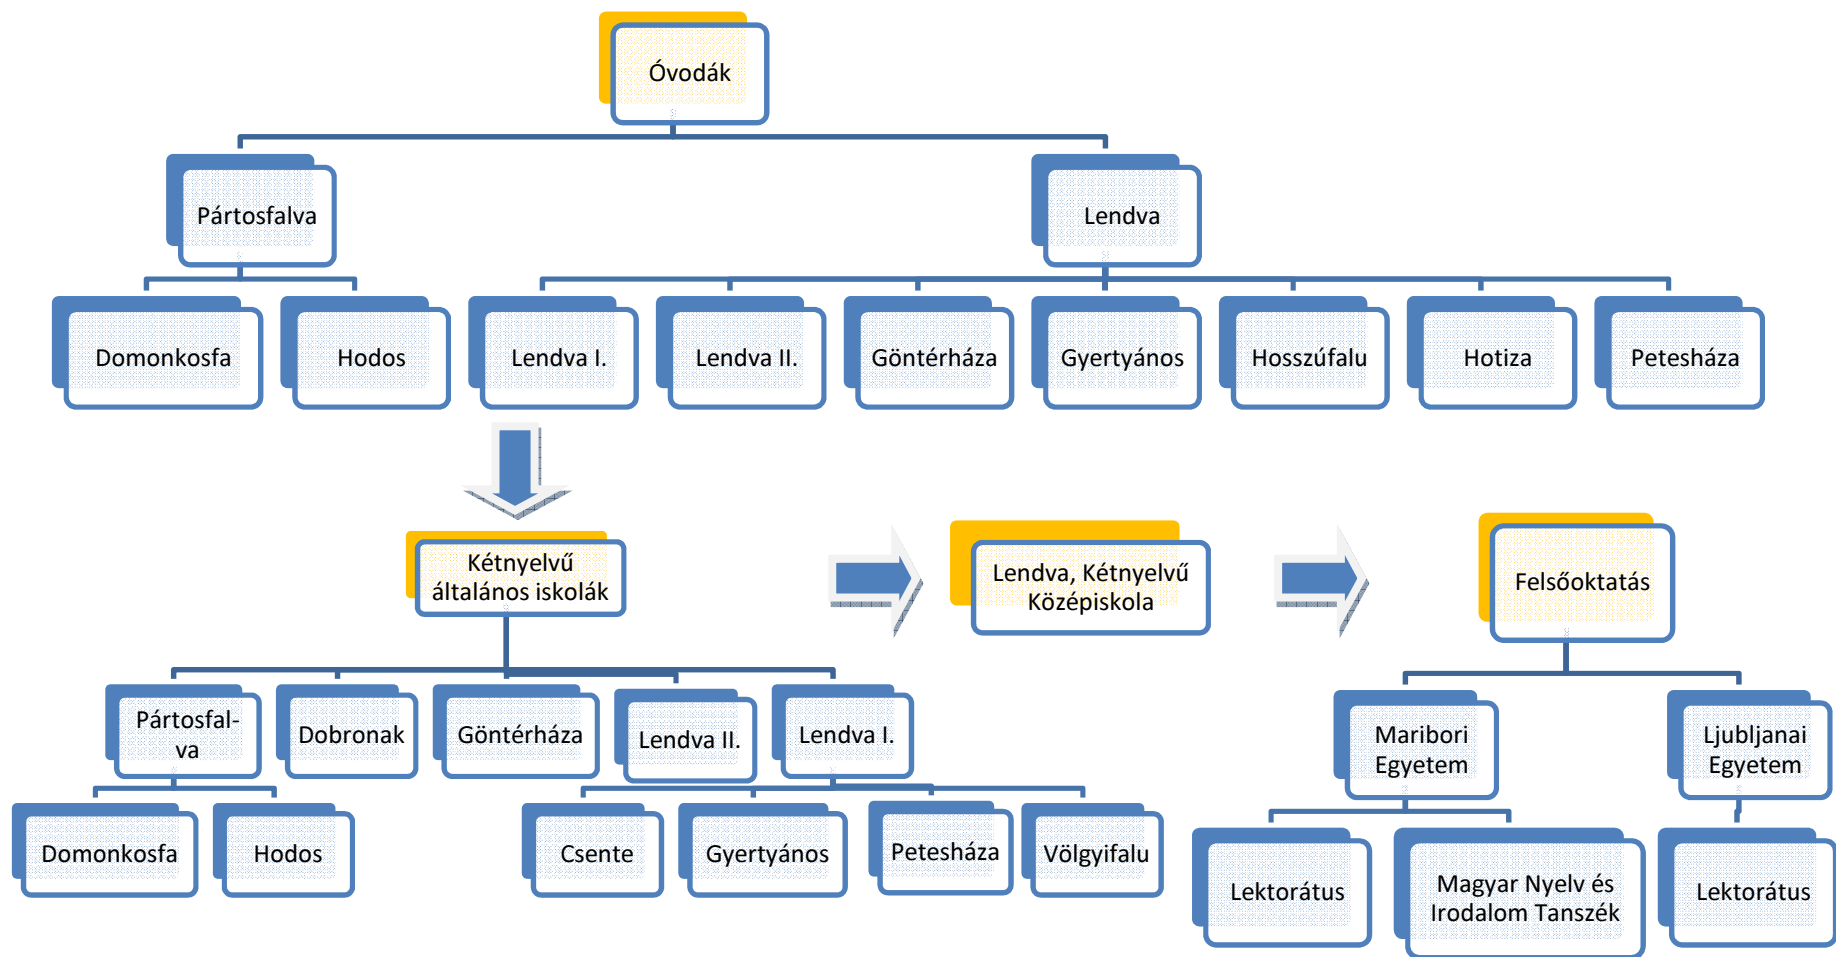 Óvodák
Pártosfalva
Lendva
Domonkosfa
Hodos
Lendva I.
Lendva II.
Göntérháza
Gyertyános
Hosszúfalu
Hotiza
Petesháza
Kétnyelvű
általános iskolák
Lendva, Kétnyelvű
Középiskola
Felsőoktatás
Pártosfal-
va
Dobronak
Göntérháza
Lendva II.
Lendva I.
Maribori
Egyetem
Ljubljanai
Egyetem
Domonkosfa
Hodos
Csente
Gyertyános
Petesháza
Völgyifalu
Lektorátus
Magyar Nyelv és
Irodalom Tanszék
Lektorátus